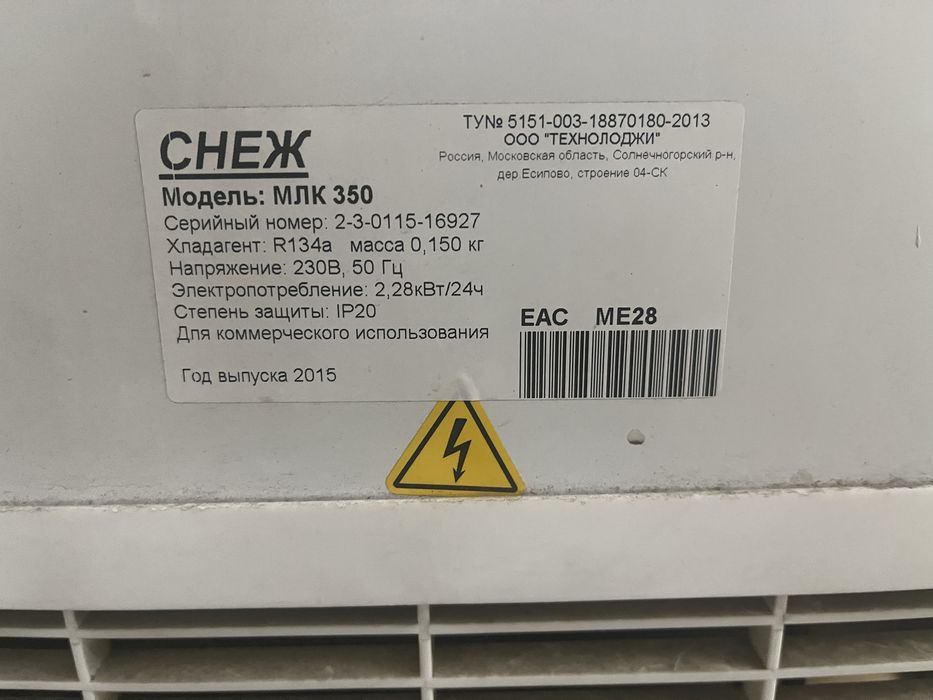 СНЕЖ
Модель: МЛК 350
Серийный номер: 2-3-0115-16927
Хладагент: R134a масса 0,150 кг
Напряжение: 230В, 50 Гц
Электропотребление: 2,28кВт/24ч
Степень защиты: IP20
Для коммерческого использования
Год выпуска 2015
ТУ№ 5151-003-18870180-2013
ООО "ТЕХНОЛОДЖИ"
Россия, Московская область, Солнечногорский р-н,
дер.Есипово, строение 04-СК
EAC ME28